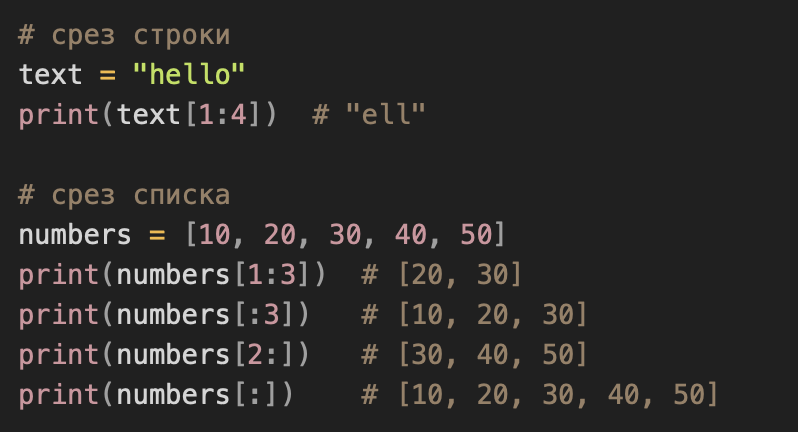 # срез строки
text = "hello"
print(text[1:4])  # "ell"

# срез списка
numbers = [10, 20, 30, 40, 50]
print(numbers[1:3])  # [20, 30]
print(numbers[:3])   # [10, 20, 30]
print(numbers[2:])   # [30, 40, 50]
print(numbers[:])    # [10, 20, 30, 40, 50]